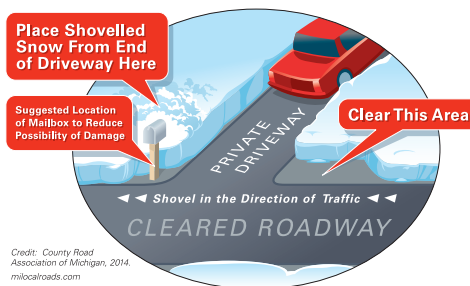 Place Shovelled
Snow From End
of Driveway Here
Suggested Location
of Mailbox to Reduce
Possibility of Damage
Clear This Area
PRIVATE
DRIVEWAY
◄ ◄ Shovel in the Direction of Traffic ◄ ◄
CLEARED ROADWAY
Credit: County Road
Association of Michigan, 2014.
milocalroads.com